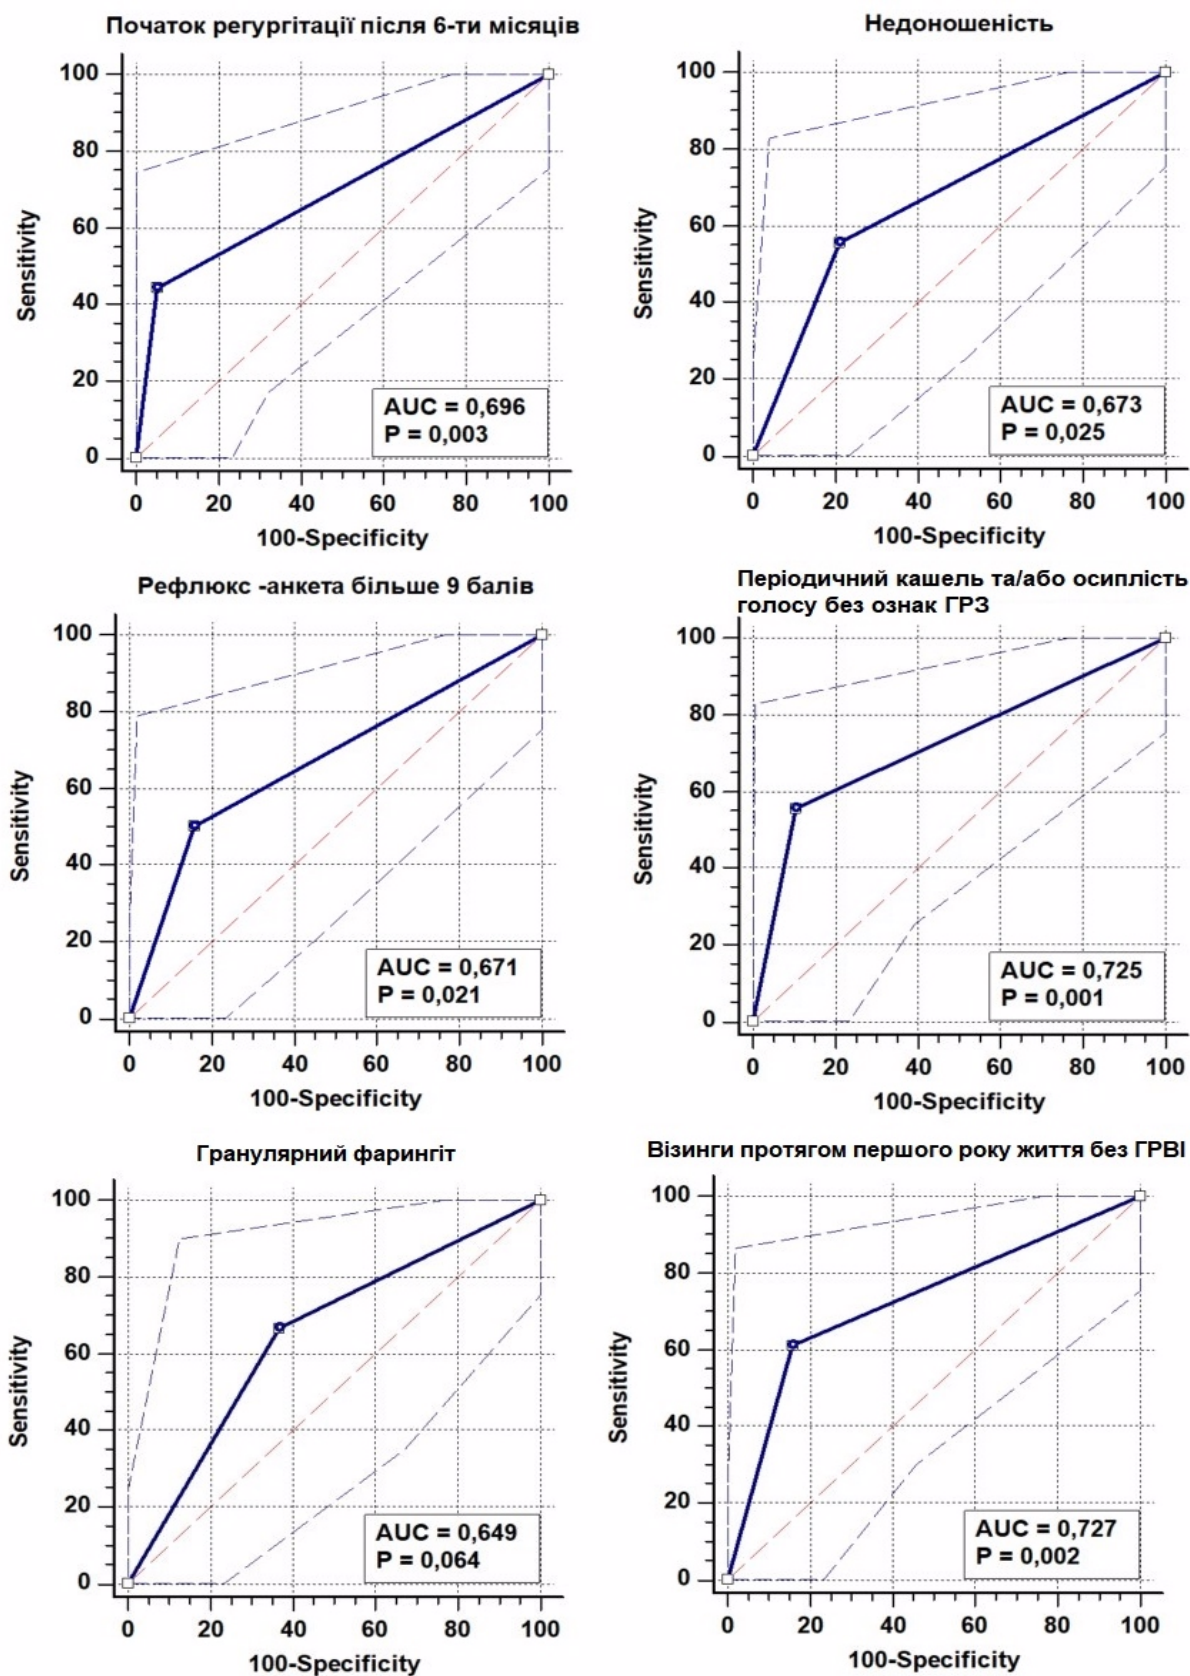 Початок регургітації після 6-ти місяців
100
80
60
40
20
0
Sensitivity
AUC = 0,696
P = 0,003
0 20 40 60 80 100
100-Specificity
Недоношеність
100
80
60
40
20
0
Sensitivity
AUC = 0,673
P = 0,025
0 20 40 60 80 100
100-Specificity
Рефлюкс -анкета більше 9 балів
100
80
60
40
20
0
Sensitivity
AUC = 0,671
P = 0,021
0 20 40 60 80 100
100-Specificity
Періодичний кашель та/або осиплість
голосу без ознак ГРЗ
100
80
60
40
20
0
Sensitivity
AUC = 0,725
P = 0,001
0 20 40 60 80 100
100-Specificity
Гранулярний фарингіт
100
80
60
40
20
0
Sensitivity
AUC = 0,649
P = 0,064
0 20 40 60 80 100
100-Specificity
Візинги протягом першого року життя без ГРВІ
100
80
60
40
20
0
Sensitivity
AUC = 0,727
P = 0,002
0 20 40 60 80 100
100-Specificity